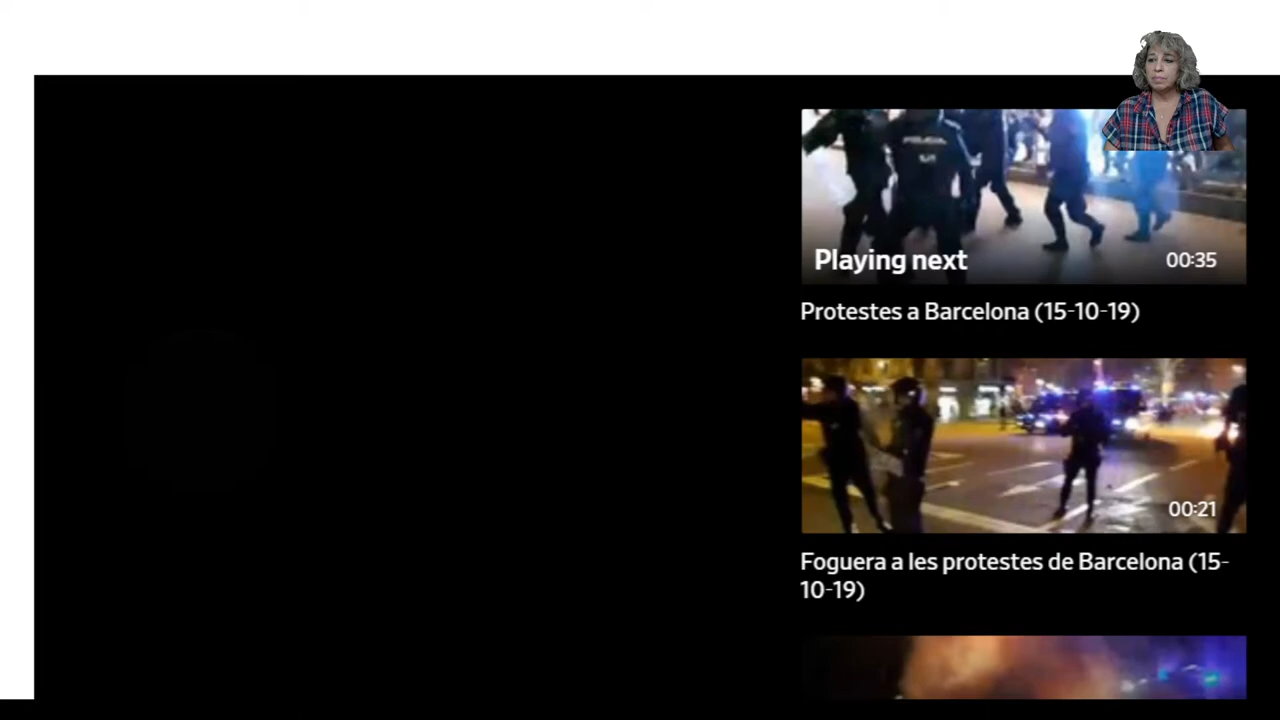 POLICIA
Playing next
00:35
Protestes a Barcelona (15-10-19)
00:21
Foguera a les protestes de Barcelona (15-
10-19)